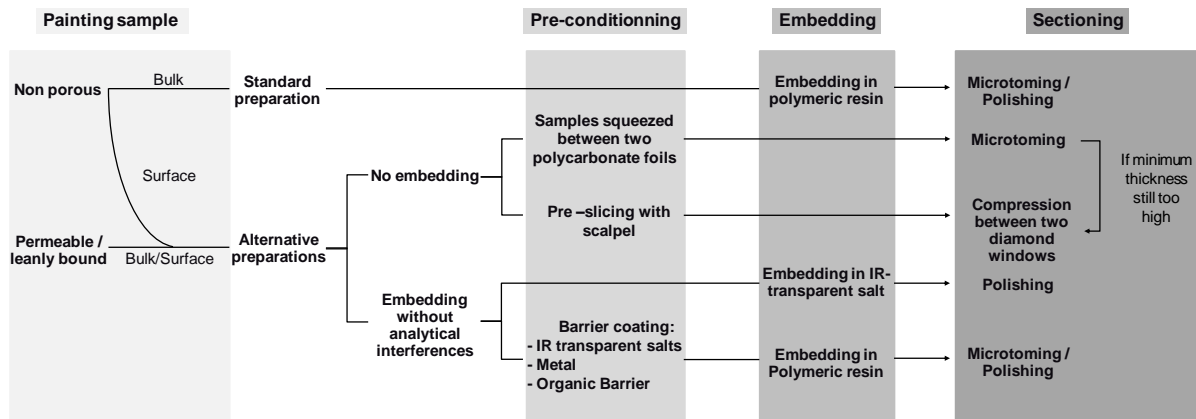 Painting sample
Pre-conditionning
Embedding
Sectioning
Non porous
Bulk
Standard
preparation
Embedding in
polymeric resin
Microtoming /
Polishing
Surface
Samples squeezed
between two
polycarbonate foils
Microtoming
No embedding
If minimum
thickness
still too
high
Pre –slicing with
scalpel
Compression
between two
diamond
windows
Permeable /
leanly bound
Bulk/Surface
Alternative
preparations
Embedding
without
analytical
interferences
Embedding in IR-
transparent salt
Polishing
Barrier coating:
- IR transparent salts
- Metal
- Organic Barrier
Embedding in
Polymeric resin
Microtoming /
Polishing